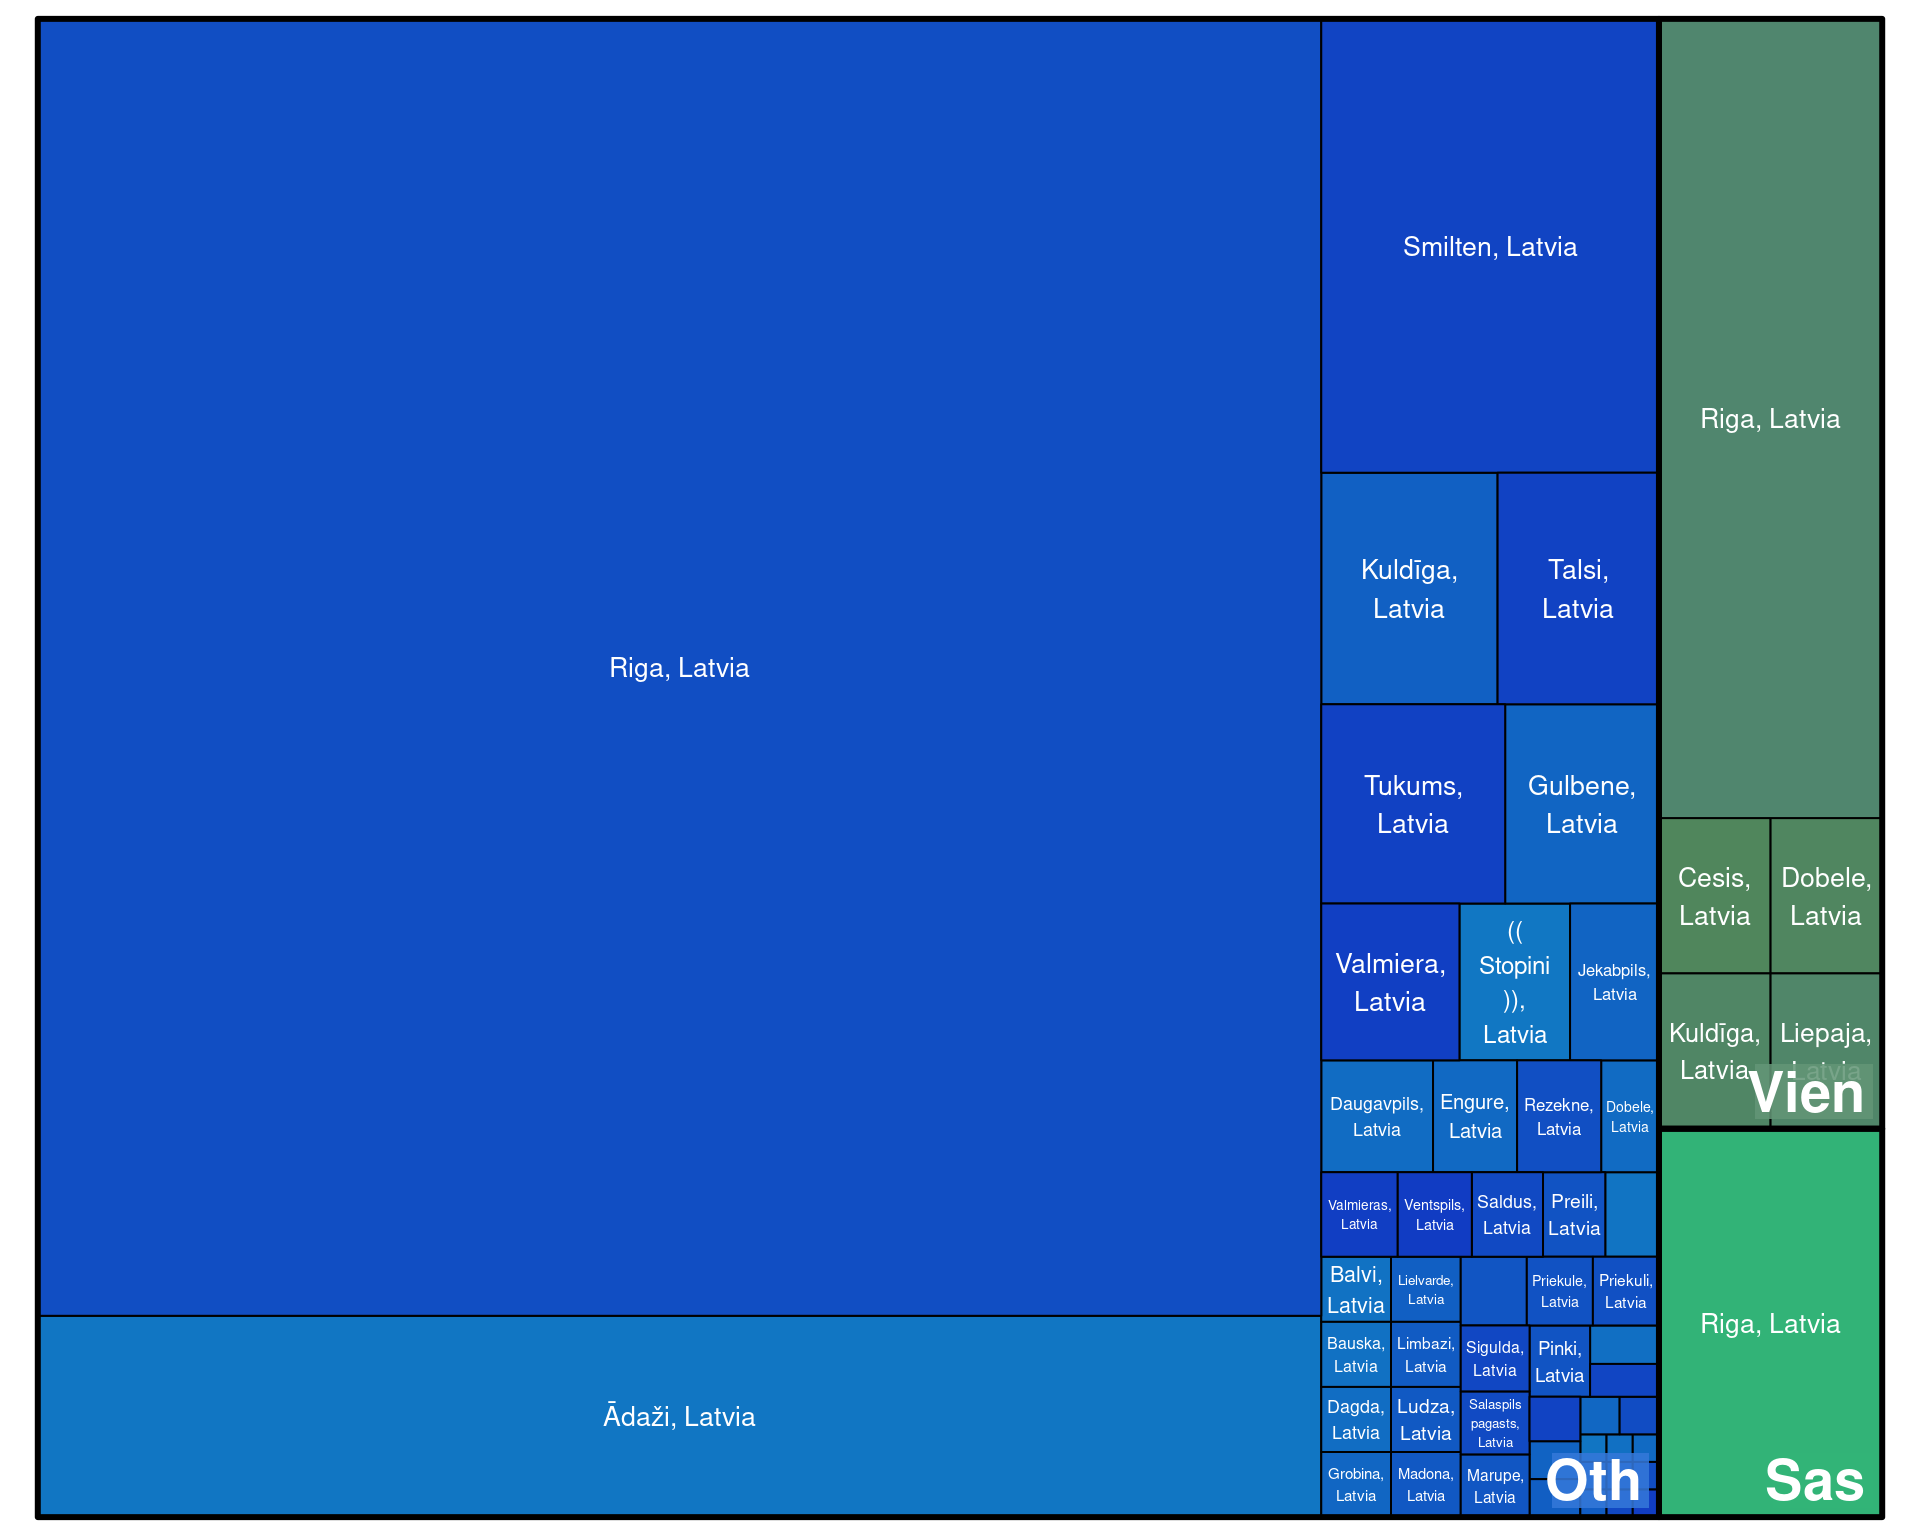 Riga, Latvia
Ādaži, Latvia
Smilten, Latvia
Kuldīga,
Latvia
Talsi,
Latvia
Tukums,
Latvia
Gulbene,
Latvia
Valmiera,
Latvia
((
Stopini
)),
Latvia
Jekabpils,
Latvia
Daugavpils,
Latvia
Engure,
Latvia
Rezekne,
Latvia
Dobele,
Latvia
Valmieras,
Latvia
Ventspils,
Latvia
Saldus,
Latvia
Preili,
Latvia
Balvi,
Latvia
Lielvarde,
Latvia
Priekule,
Latvia
Priekuli,
Latvia
Bauska,
Latvia
Limbazi,
Latvia
Sigulda,
Latvia
Pinki,
Latvia
Dagda,
Latvia
Ludza,
Latvia
Salaspils
pagasts,
Latvia
Grobina,
Latvia
Madona,
Latvia
Marupe,
Latvia
Oth
Riga, Latvia
Cesis,
Latvia
Dobele,
Latvia
Kuldīga,
Latvia
Liepaja,
Latvia
Vien
Riga, Latvia
Sas